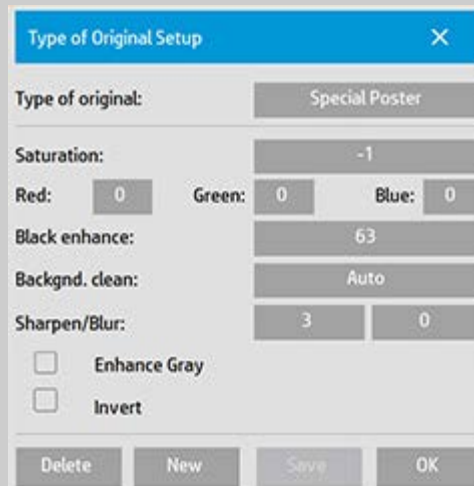 Type of Original Setup
Type of original: Special Poster
Saturation: -1
Red: 0 Green: 0 Blue: 0
Black enhance: 63
Backgnd. clean: Auto
Sharpen/Blur: 3 0
Enhance Gray
Invert
Delete New Save OK